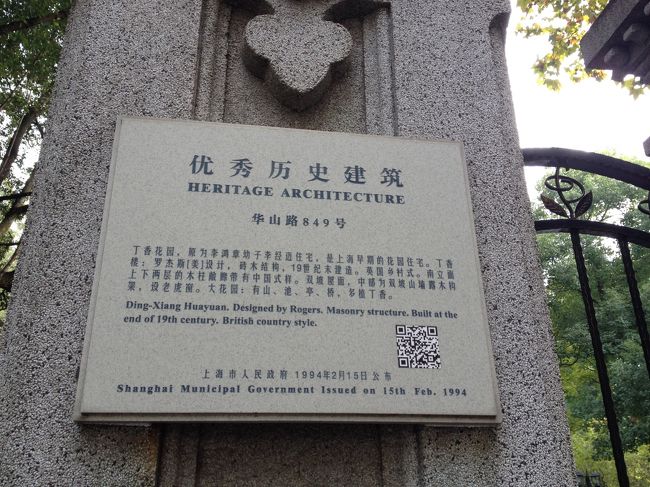 优秀历史建筑
HERITAGE ARCHITECTURE
华山路849号
丁香花园，原为李鸿章幼子李经迈住宅，是上海早期的花园住宅。丁香
楼：罗杰斯[美]设计，砖木结构，19世纪末建造。英国乡村式。南立面
上下两层的木柱敞廊带有中国式样。双坡屋面，中部为双坡山墙露木构
架，设老虎窗。大花园：有山、池、亭、桥，多植丁香。
Ding-Xiang Huayuan. Designed by Rogers. Masonry structure. Built at the
end of 19th century. British country style.
上海市人民政府 1994年2月15日公布
Shanghai Municipal Government Issued on 15th Feb. 1994